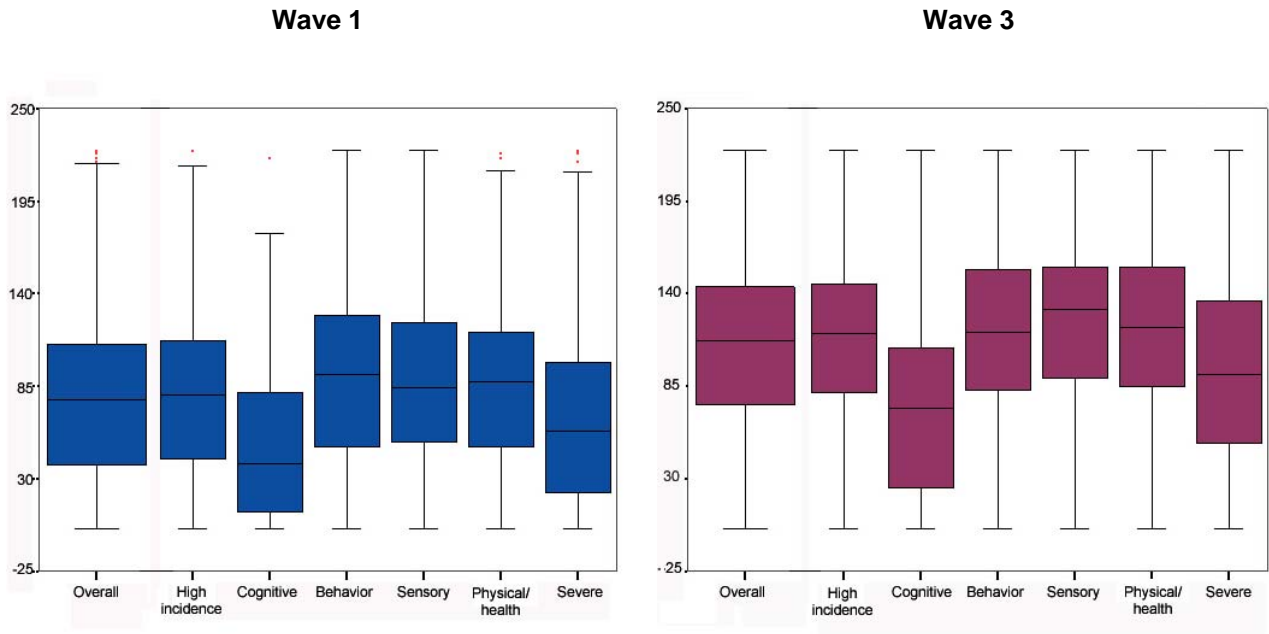 Wave 1
Wave 3
250
195
140
85
30
-25
Overall
High
incidence
Cognitive
Behavior
Sensory
Physical/
health
Severe
250
195
140
85
30
-25
Overall
High
incidence
Cognitive
Behavior
Sensory
Physical/
health
Severe